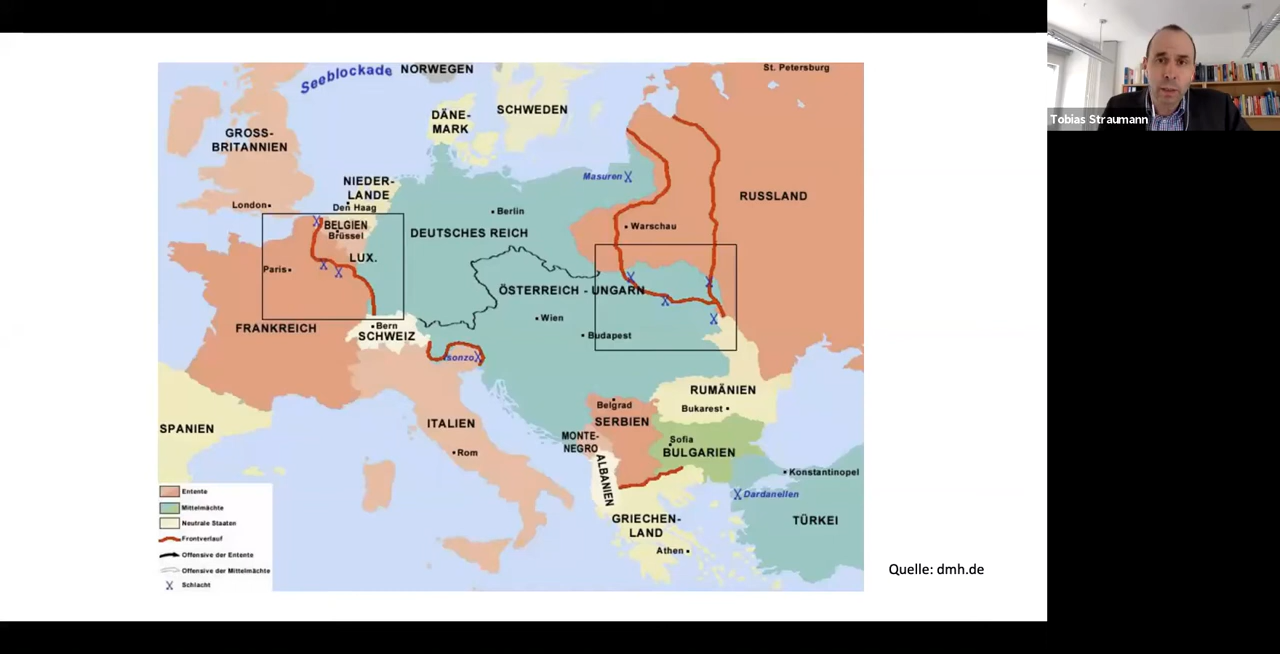 Seeblockade
NORWEGEN
St. Petersburg
Tobias Straumann
SCHWEDEN
DÄNE-
MARK
GROSS-
BRITANNIEN
Masuren
NIEDER-
LANDE
RUSSLAND
London
Den Haag
Berlin
BELGIEN
Brüssel
DEUTSCHES REICH
Warschau
LUX.
Paris
ÖSTERREICH - UNGARN
Wien
FRANKREICH
Bern
SCHWEIZ
Budapest
Isonzo
RUMÄNIEN
Bukarest
Belgrad
SERBIEN
ITALIEN
SPANIEN
MONTE-
NEGRO
Sofia
BULGARIEN
Rom
ALBANIEN
Konstantinopel
Dardanellen
TÜRKEI
GRIECHEN-
LAND
Athen
Entente
Mittelmächte
Neutrale Staaten
Frontverlauf
Offensive der Entente
Offensive der Mittelmächte
Schlacht
Quelle: dmh.de